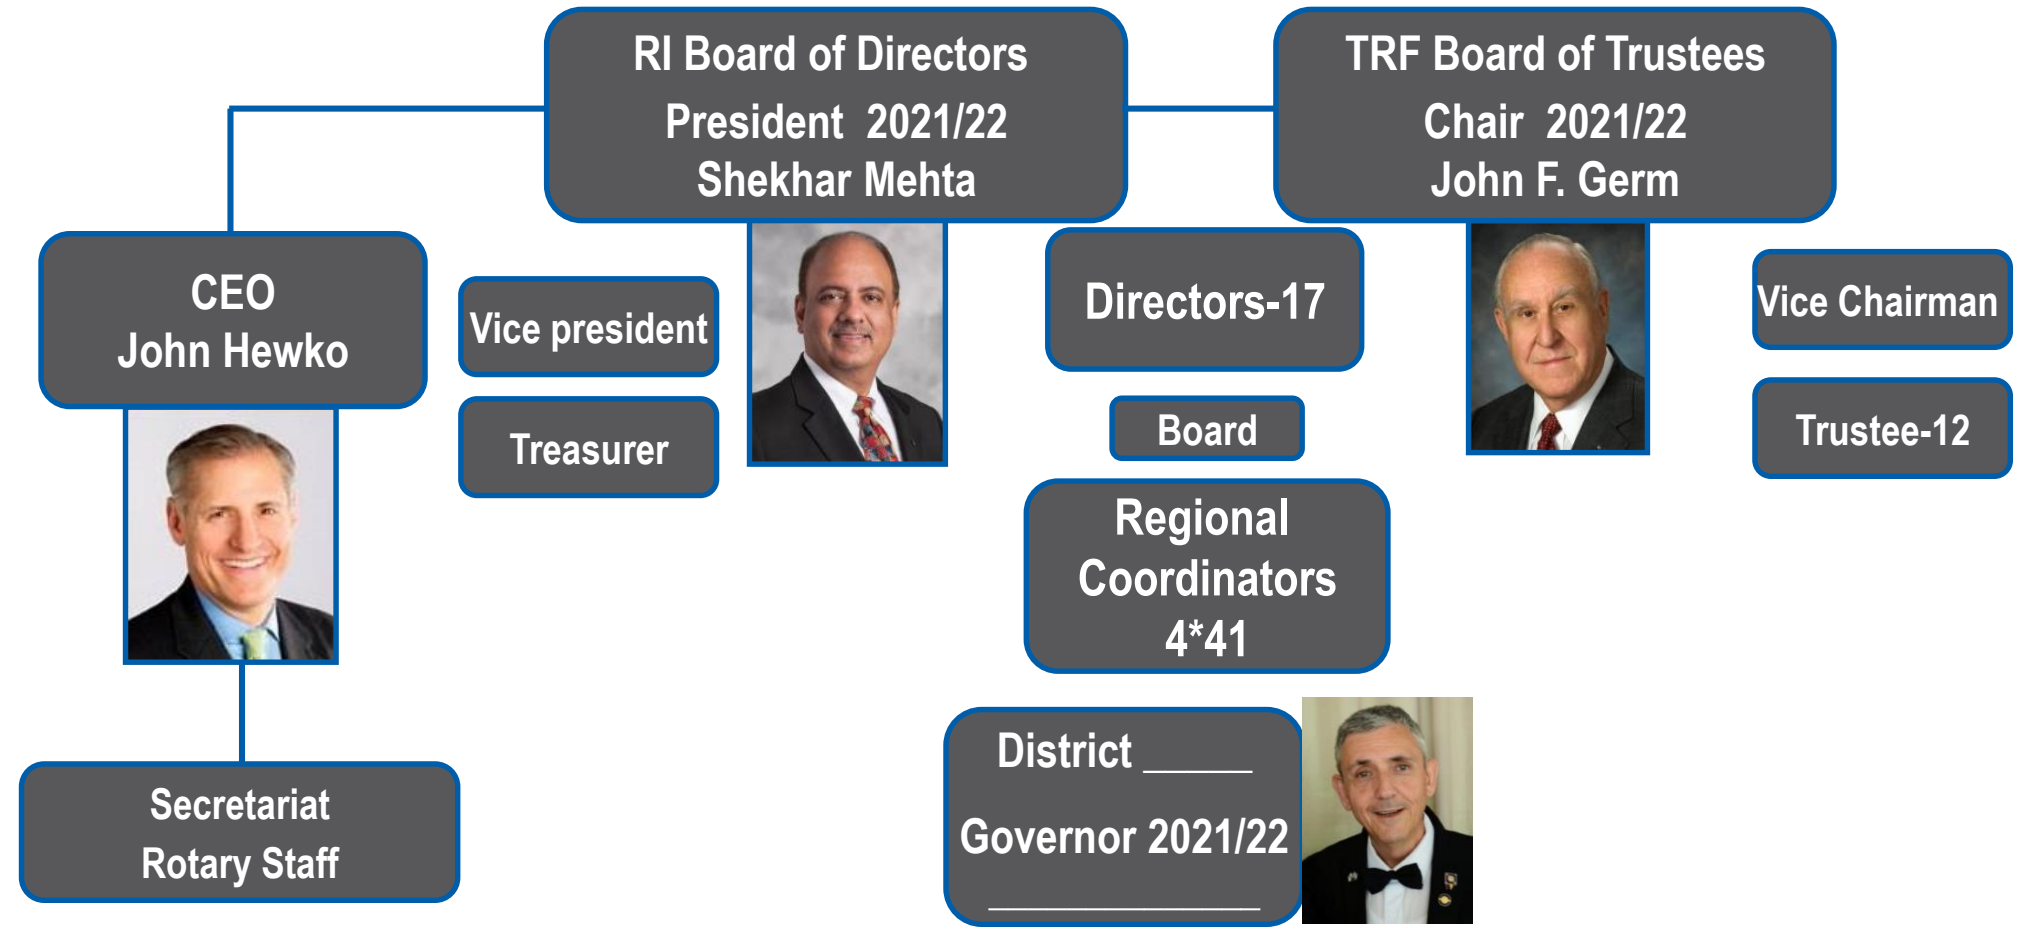 RI Board of Directors
President 2021/22
Shekhar Mehta
TRF Board of Trustees
Chair 2021/22
John F. Germ
CEO
John Hewko
Vice president
Treasurer
Directors-17
Board
Regional
Coordinators
4*41
Vice Chairman
Trustee-12
District ______
Governor 2021/22
_______________
Secretariat
Rotary Staff